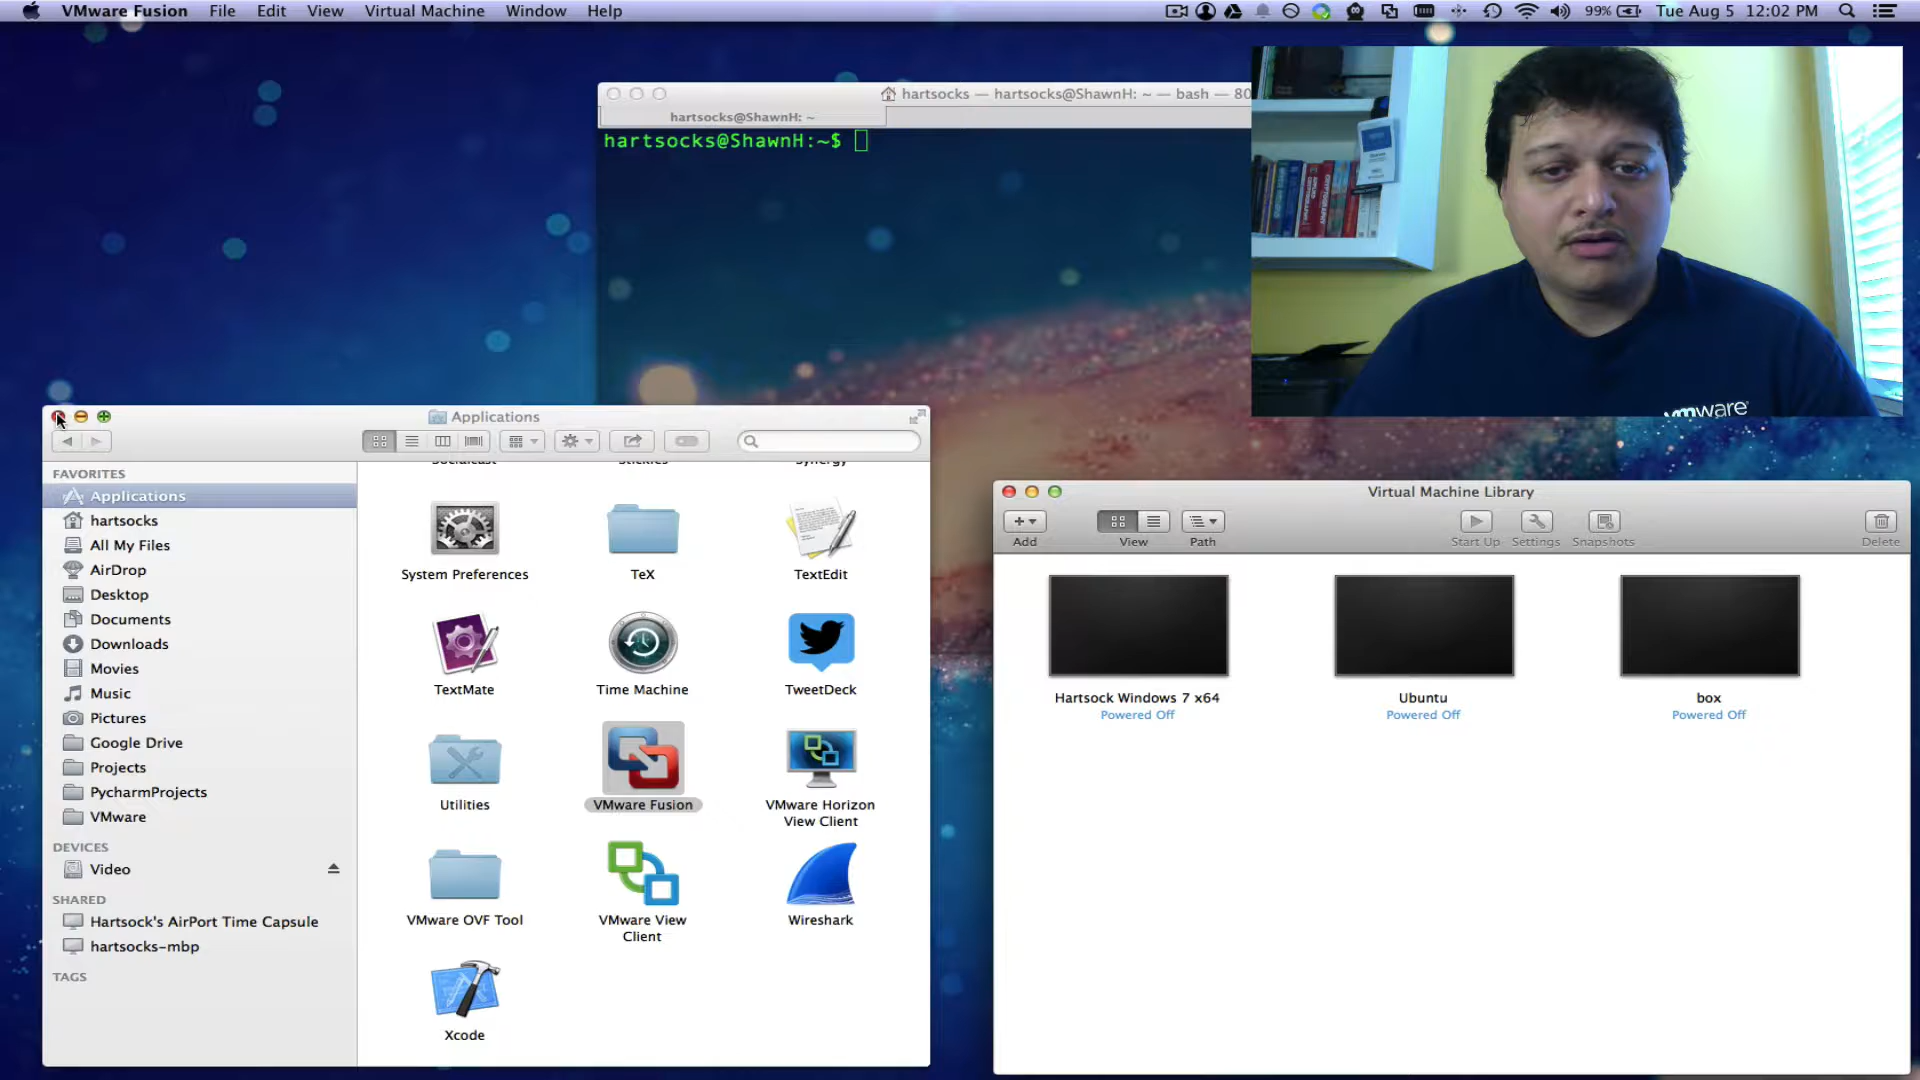 VMware Fusion File Edit View Virtual Machine Window Help 99% Tue Aug 5 12:02 PM
hartsocks — hartsocks@ShawnH: ~ — bash — 80
hartsocks@ShawnH: ~
hartsocks@ShawnH:~$
vmware
Applications
FAVORITES
Applications
hartsocks
All My Files
AirDrop
Desktop
Documents
Downloads
Movies
Music
Pictures
Google Drive
Projects
PycharmProjects
VMware
DEVICES
Video
SHARED
Hartsock's AirPort Time Capsule
hartsocks-mbp
TAGS
System Preferences TeX TextEdit
TextMate Time Machine TweetDeck
Utilities VMware Fusion VMware Horizon
View Client
VMware OVF Tool VMware View Wireshark
Client
Xcode
Virtual Machine Library
Add View Path Start Up Settings Snapshots Delete
Hartsock Windows 7 x64 Ubuntu box
Powered Off Powered Off Powered Off